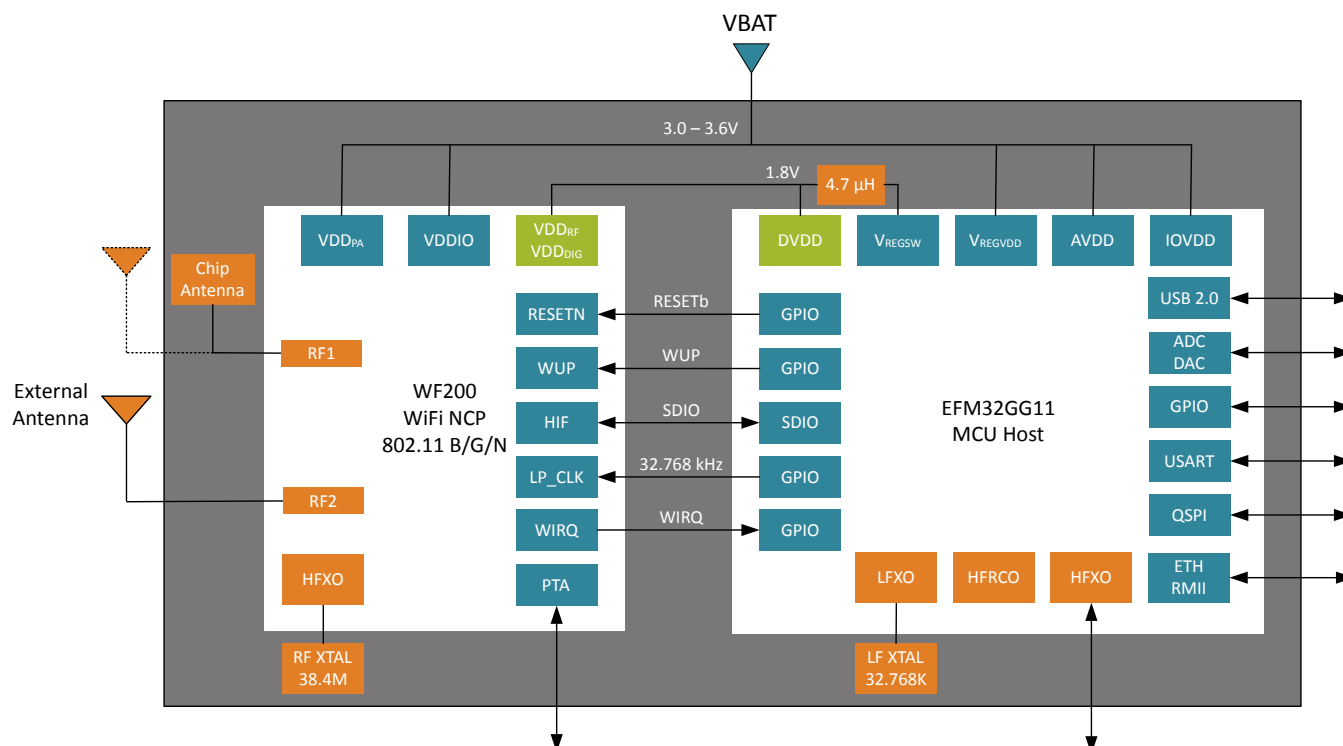 VBAT
3.0 – 3.6V
1.8V
4.7 µH
VDDPA
VDDIO
VDDRF
VDDDIG
DVDD
VREGSW
VREGVDD
AVDD
IOVDD
Chip
Antenna
RF1
External
Antenna
RF2
HFXO
RF XTAL
38.4M
WF200
WiFi NCP
802.11 B/G/N
RESETN
WUP
HIF
LP_CLK
WIRQ
PTA
RESETb
WUP
SDIO
32.768 kHz
WIRQ
GPIO
GPIO
SDIO
GPIO
GPIO
EFM32GG11
MCU Host
LFXO
HFRCO
HFXO
LF XTAL
32.768K
USB 2.0
ADC
DAC
GPIO
USART
QSPI
ETH
RMII